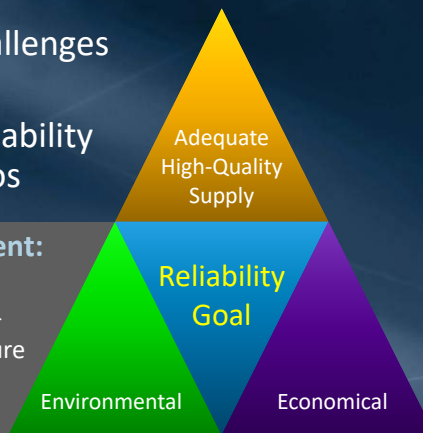 allenges
ability
os
ent:
ure
Adequate
High-Quality
Supply
Reliability
Goal
Environmental
Economical